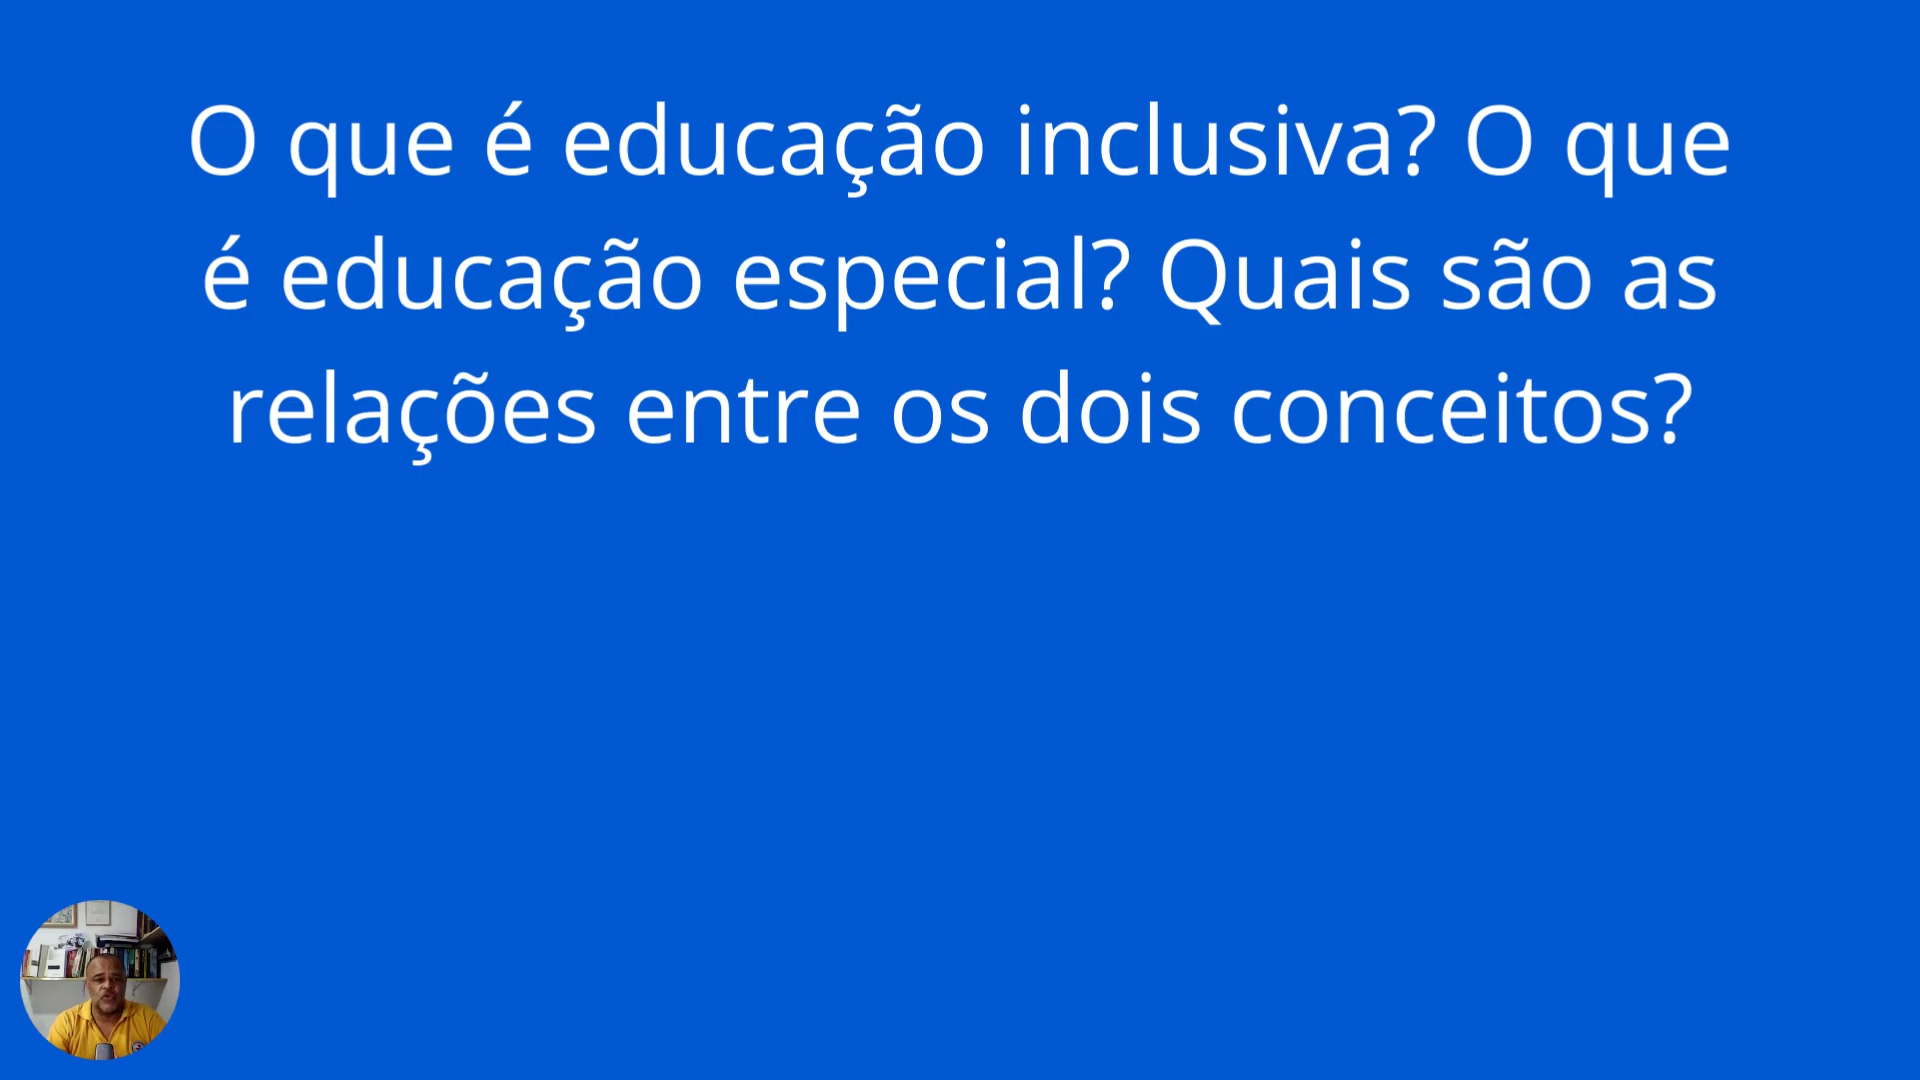 O que é educação inclusiva? O que
é educação especial? Quais são as
relações entre os dois conceitos?